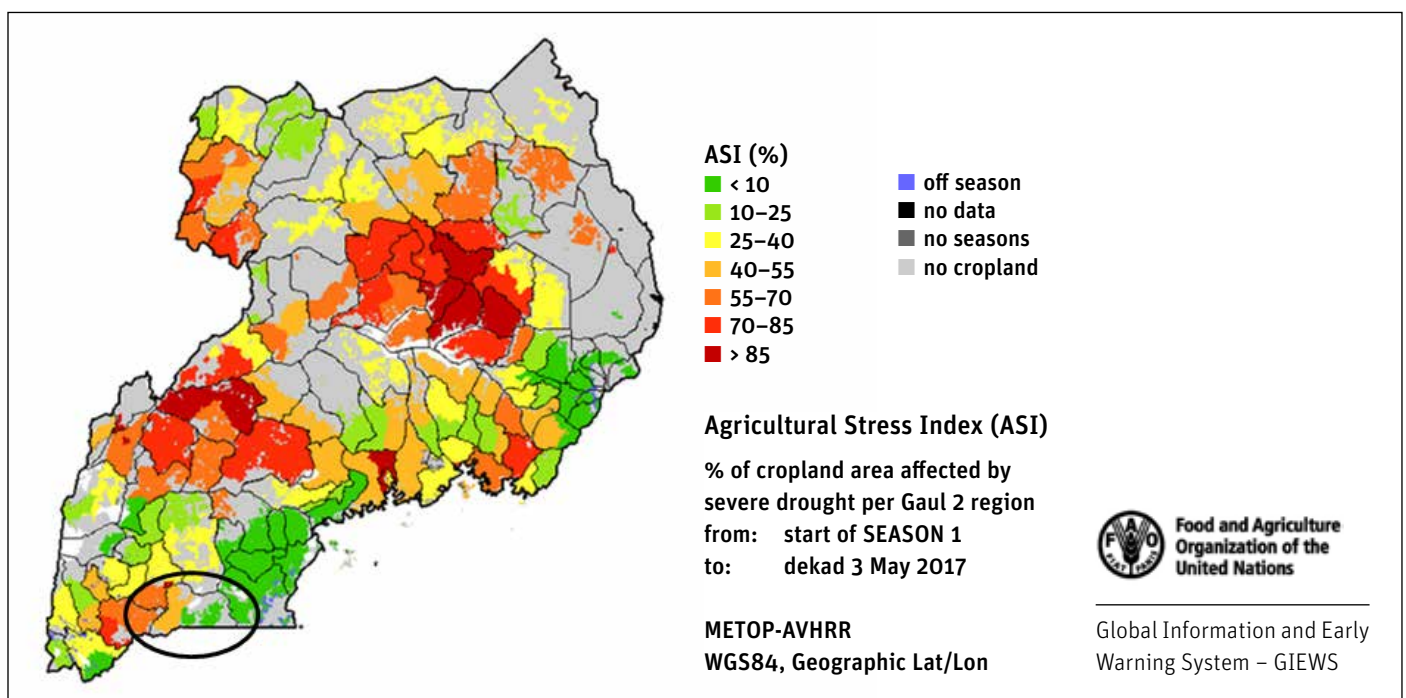 ASI (%)
< 10
10–25
25–40
40–55
55–70
70–85
> 85
off season
no data
no seasons
no cropland
Agricultural Stress Index (ASI)
% of cropland area affected by
severe drought per Gaul 2 region
from: start of SEASON 1
to: dekad 3 May 2017
METOP-AVHRR
WGS84, Geographic Lat/Lon
F A O
FIAT PANIS
Food and Agriculture
Organization of the
United Nations
Global Information and Early
Warning System – GIEWS